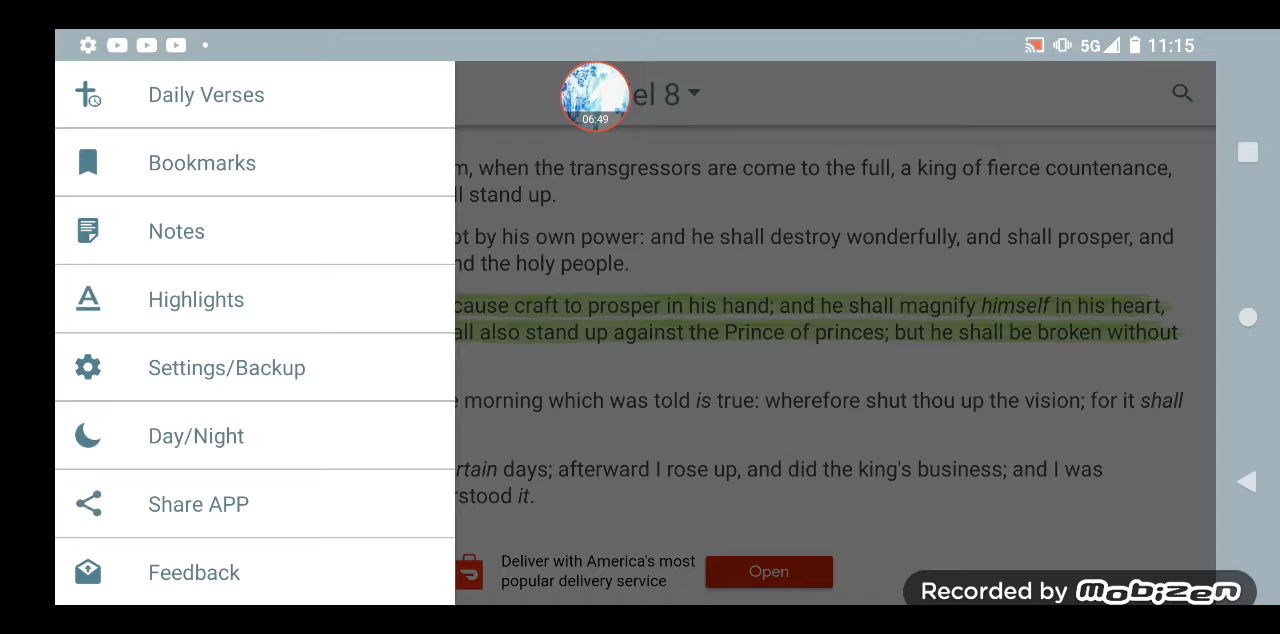 5G 11:15
Daily Verses
Bookmarks
Notes
Highlights
Settings/Backup
Day/Night
Share APP
Feedback
06:49
el 8
m, when the transgressors are come to the full, a king of fierce countenance,
ll stand up.
ot by his own power: and he shall destroy wonderfully, and shall prosper, and
nd the holy people.
cause craft to prosper in his hand; and he shall magnify himself in his heart,
all also stand up against the Prince of princes; but he shall be broken without
e morning which was told is true: wherefore shut thou up the vision; for it shall
rtain days; afterward I rose up, and did the king's business; and I was
rstood it.
Deliver with America's most
popular delivery service
Open
Recorded by mobizen